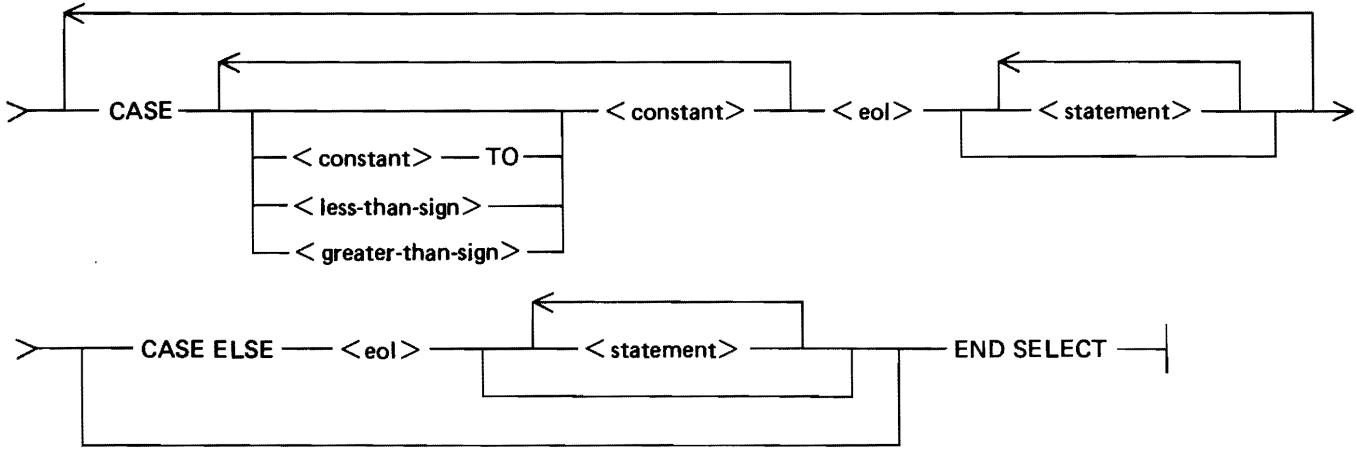 CASE <constant> <eol> <statement>
<constant> TO
<less-than-sign>
<greater-than-sign>
CASE ELSE <eol> <statement> END SELECT